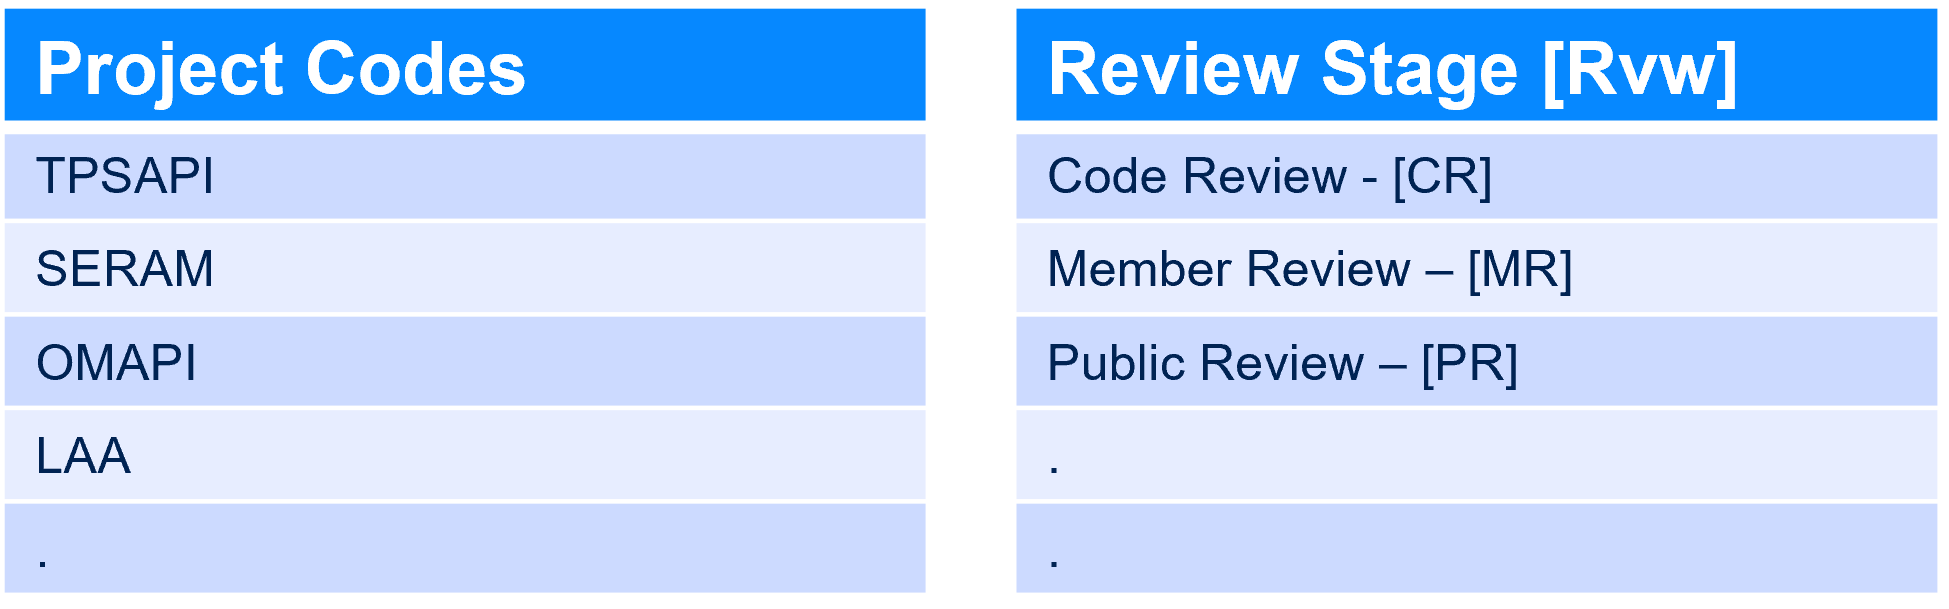 Project Codes
TPSAPI
SERAM
OMAPI
LAA
.
Review Stage [Rvw]
Code Review - [CR]
Member Review – [MR]
Public Review – [PR]
.
.